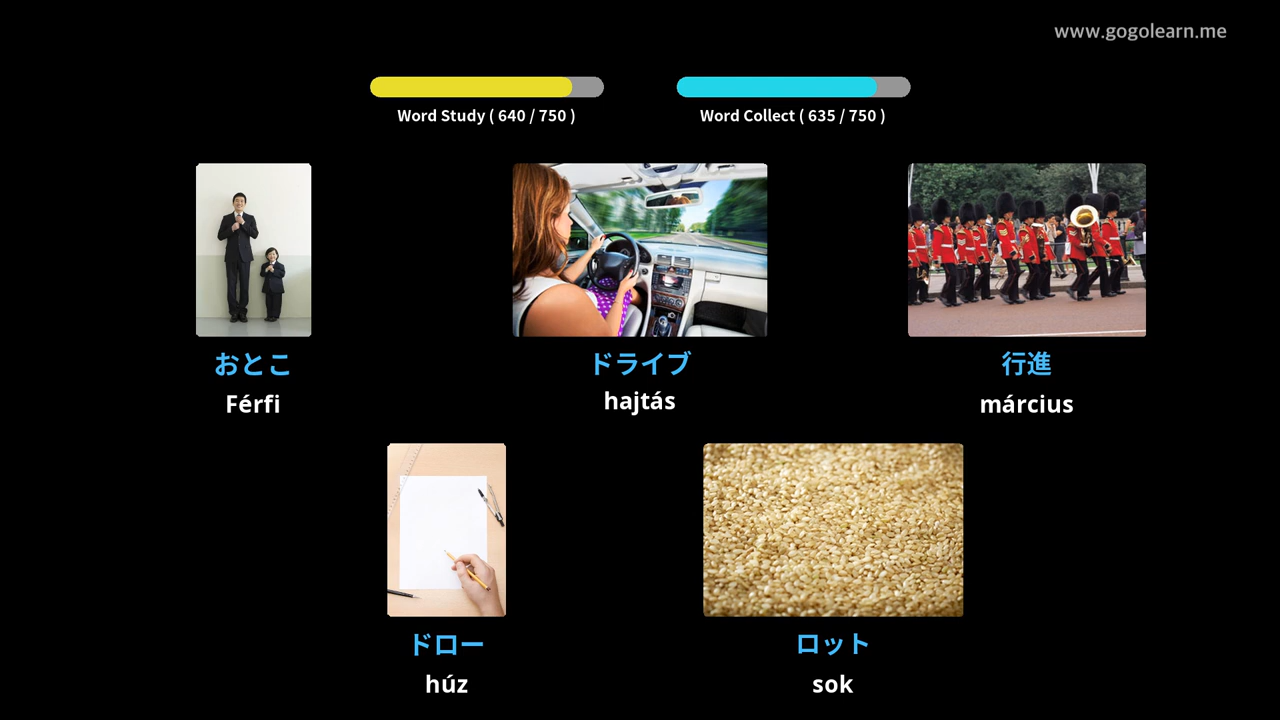 www.gogolearn.me
Word Study ( 640 / 750 )
Word Collect ( 635 / 750 )
おとこ
Férfi
ドライブ
hajtás
行進
március
ドロー
húz
ロット
sok